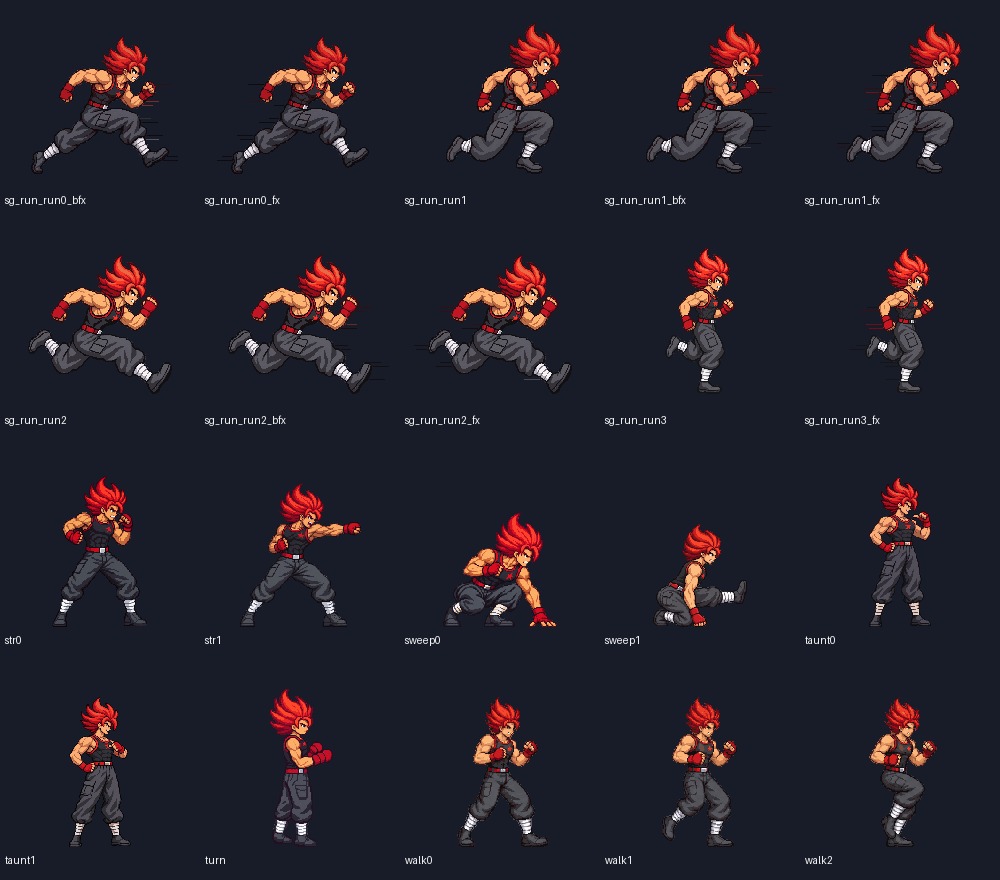 sg_run_run0_bfx
sg_run_run0_fx
sg_run_run1
sg_run_run1_bfx
sg_run_run1_fx
sg_run_run2
sg_run_run2_bfx
sg_run_run2_fx
sg_run_run3
sg_run_run3_fx
str0
str1
sweep0
sweep1
taunt0
taunt1
turn
walk0
walk1
walk2